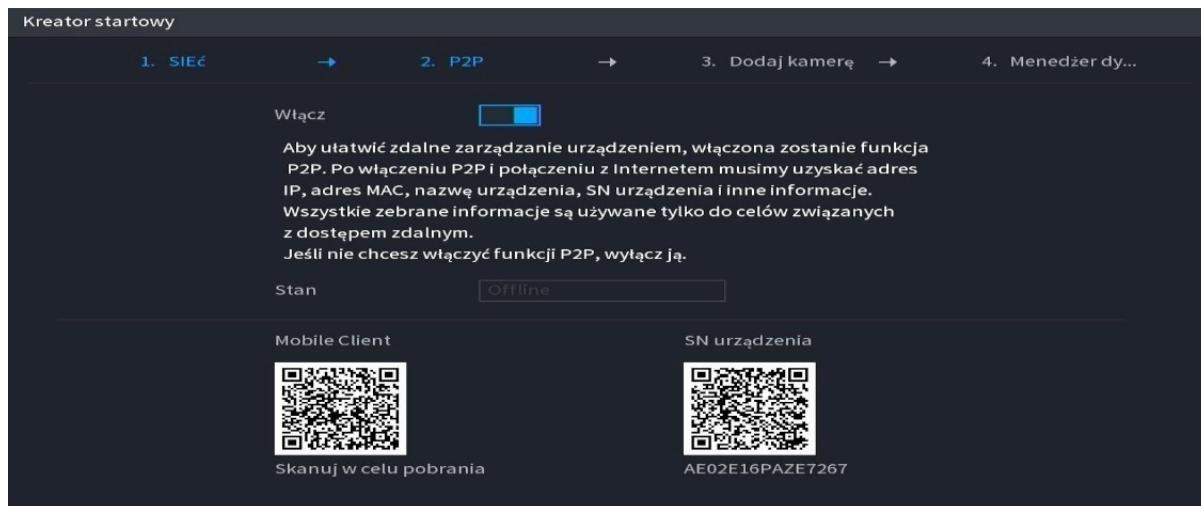 Kreator startowy
1. SIEć → 2. P2P → 3. Dodaj kamerę → 4. Menedżer dy...
Włącz
Aby ułatwić zdalne zarządzanie urządzeniem, włączona zostanie funkcja
P2P. Po włączeniu P2P i połączeniu z Internetem musimy uzyskać adres
IP, adres MAC, nazwę urządzenia, SN urządzenia i inne informacje.
Wszystkie zebrane informacje są używane tylko do celów związanych
z dostępem zdalnym.
Jeśli nie chcesz włączyć funkcji P2P, wyłącz ją.
Stan Offline
Mobile Client SN urządzenia
Skanuj w celu pobrania AE02E16PAZE7267